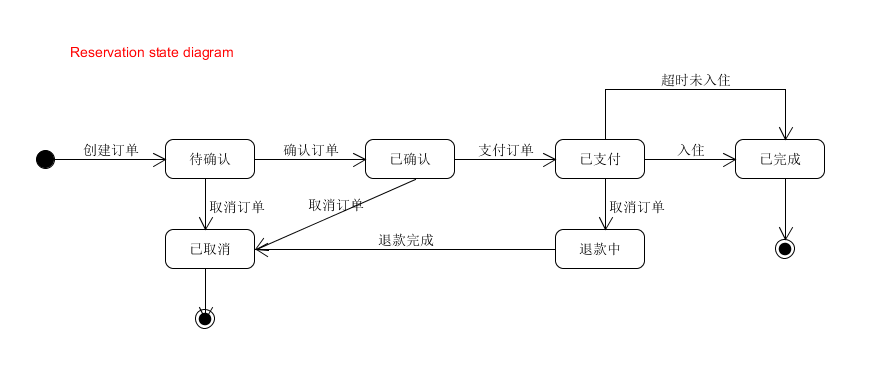 Reservation state diagram
超时未入住
创建订单
待确认
确认订单
已确认
支付订单
已支付
入住
已完成
取消订单
取消订单
取消订单
已取消
退款完成
退款中